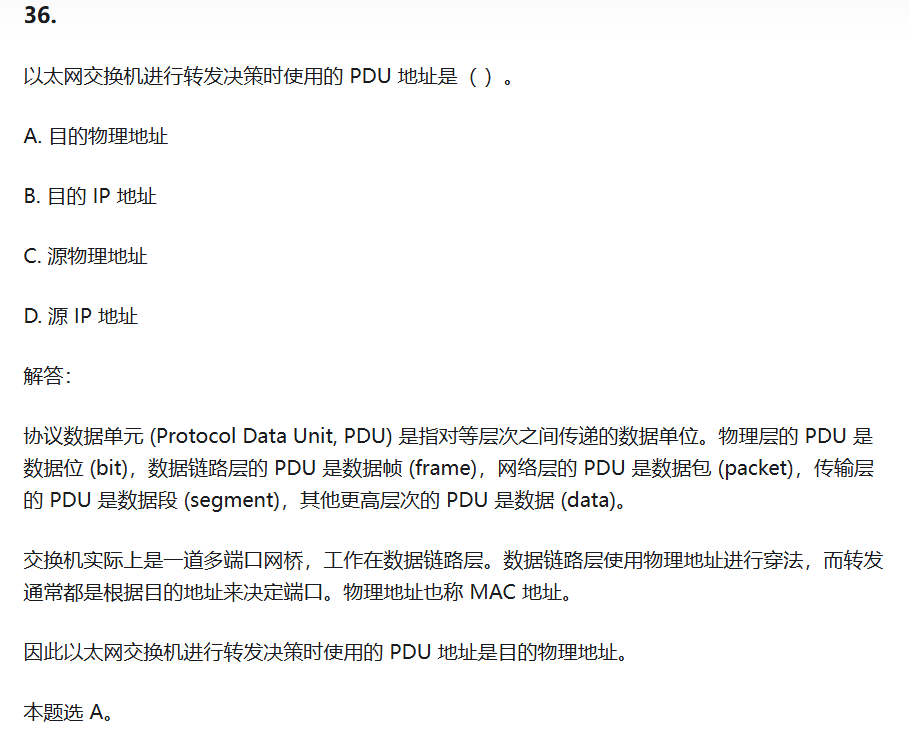 36.
以太网交换机进行转发决策时使用的 PDU 地址是（ ）。
A. 目的物理地址
B. 目的 IP 地址
C. 源物理地址
D. 源 IP 地址
解答：
协议数据单元 (Protocol Data Unit, PDU) 是指对等层次之间传递的数据单位。物理层的 PDU 是
数据位 (bit)，数据链路层的 PDU 是数据帧 (frame)，网络层的 PDU 是数据包 (packet)，传输层
的 PDU 是数据段 (segment)，其他更高层次的 PDU 是数据 (data)。
交换机实际上是一道多端口网桥，工作在数据链路层。数据链路层使用物理地址进行穿法，而转发
通常都是根据目的地址来决定端口。物理地址也称 MAC 地址。
因此以太网交换机进行转发决策时使用的 PDU 地址是目的物理地址。
本题选 A。